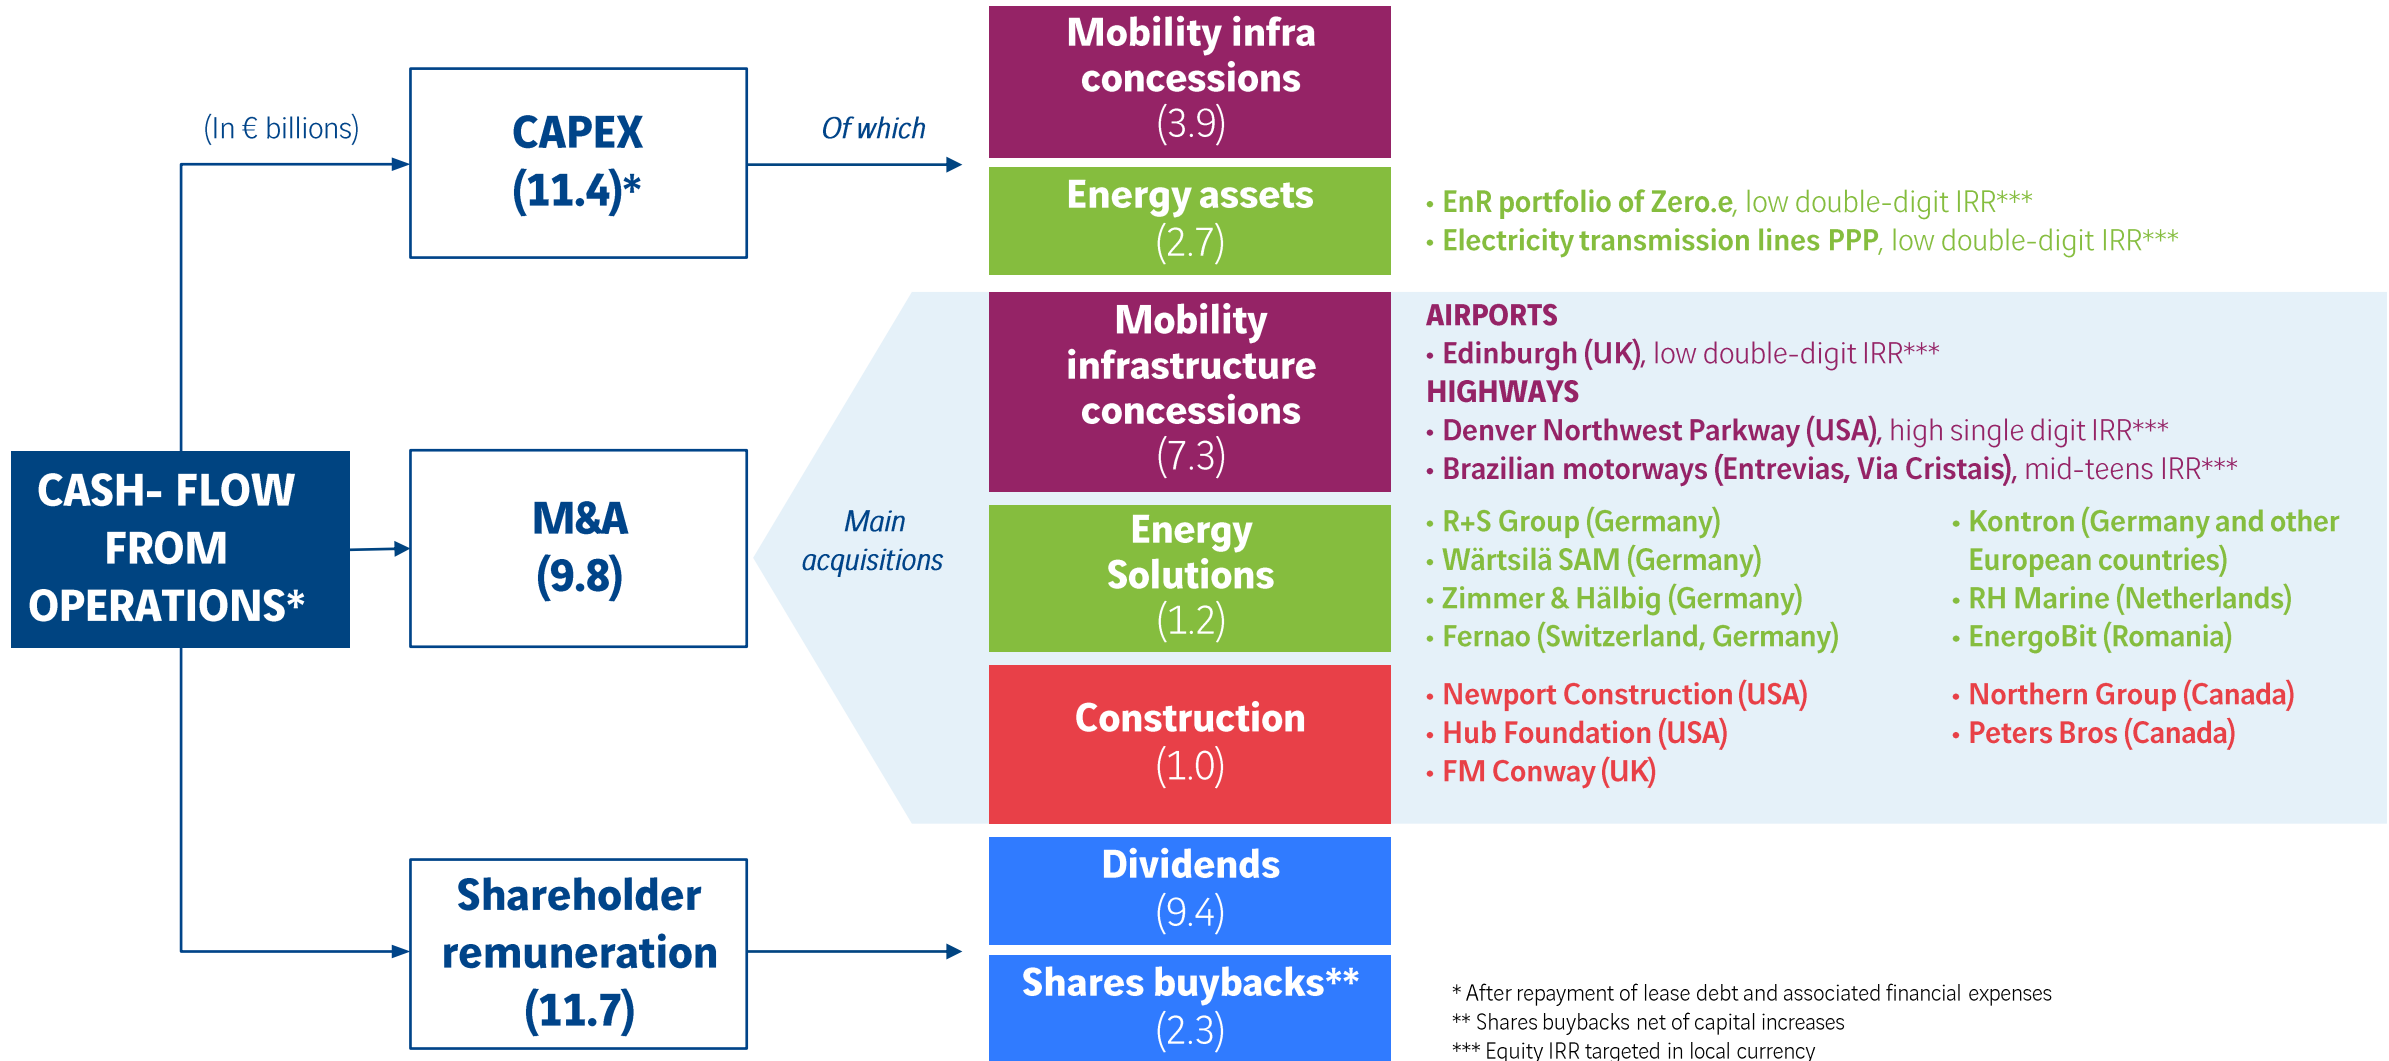 (In € billions)
CASH- FLOW
FROM
OPERATIONS*
CAPEX
(11.4)*
Of which
Mobility infra
concessions
(3.9)
Energy assets
(2.7)
• EnR portfolio of Zero.e, low double-digit IRR***
• Electricity transmission lines PPP, low double-digit IRR***
M&A
(9.8)
Main
acquisitions
Mobility
infrastructure
concessions
(7.3)
AIRPORTS
• Edinburgh (UK), low double-digit IRR***
HIGHWAYS
• Denver Northwest Parkway (USA), high single digit IRR***
• Brazilian motorways (Entrevias, Via Cristais), mid-teens IRR***
Energy
Solutions
(1.2)
• R+S Group (Germany)
• Wärtsilä SAM (Germany)
• Zimmer & Hälbig (Germany)
• Fernao (Switzerland, Germany)
• Kontron (Germany and other
European countries)
• RH Marine (Netherlands)
• EnergoBit (Romania)
Construction
(1.0)
• Newport Construction (USA)
• Hub Foundation (USA)
• FM Conway (UK)
• Northern Group (Canada)
• Peters Bros (Canada)
Shareholder
remuneration
(11.7)
Dividends
(9.4)
Shares buybacks**
(2.3)
* After repayment of lease debt and associated financial expenses
** Shares buybacks net of capital increases
*** Equity IRR targeted in local currency